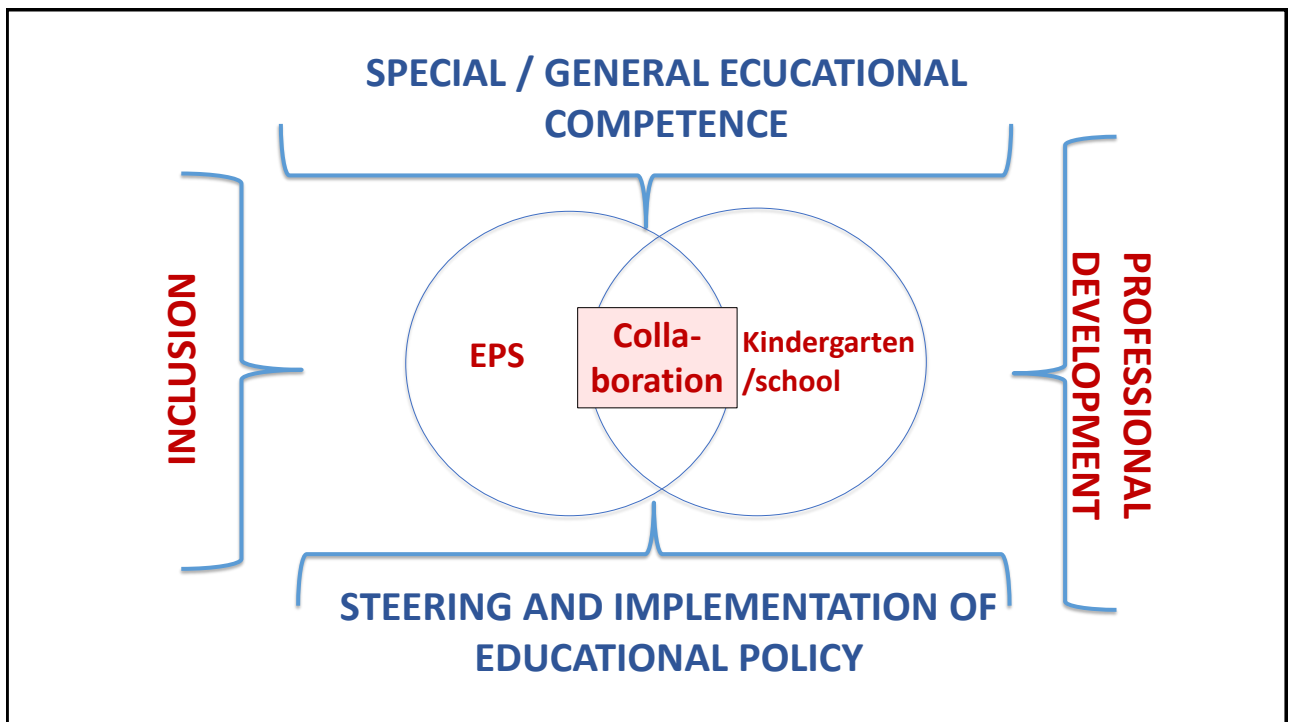 SPECIAL / GENERAL ECUCATIONAL
COMPETENCE
INCLUSION
EPS
Colla-
boration
Kindergarten
/school
PROFESSIONAL
DEVELOPMENT
STEERING AND IMPLEMENTATION OF
EDUCATIONAL POLICY